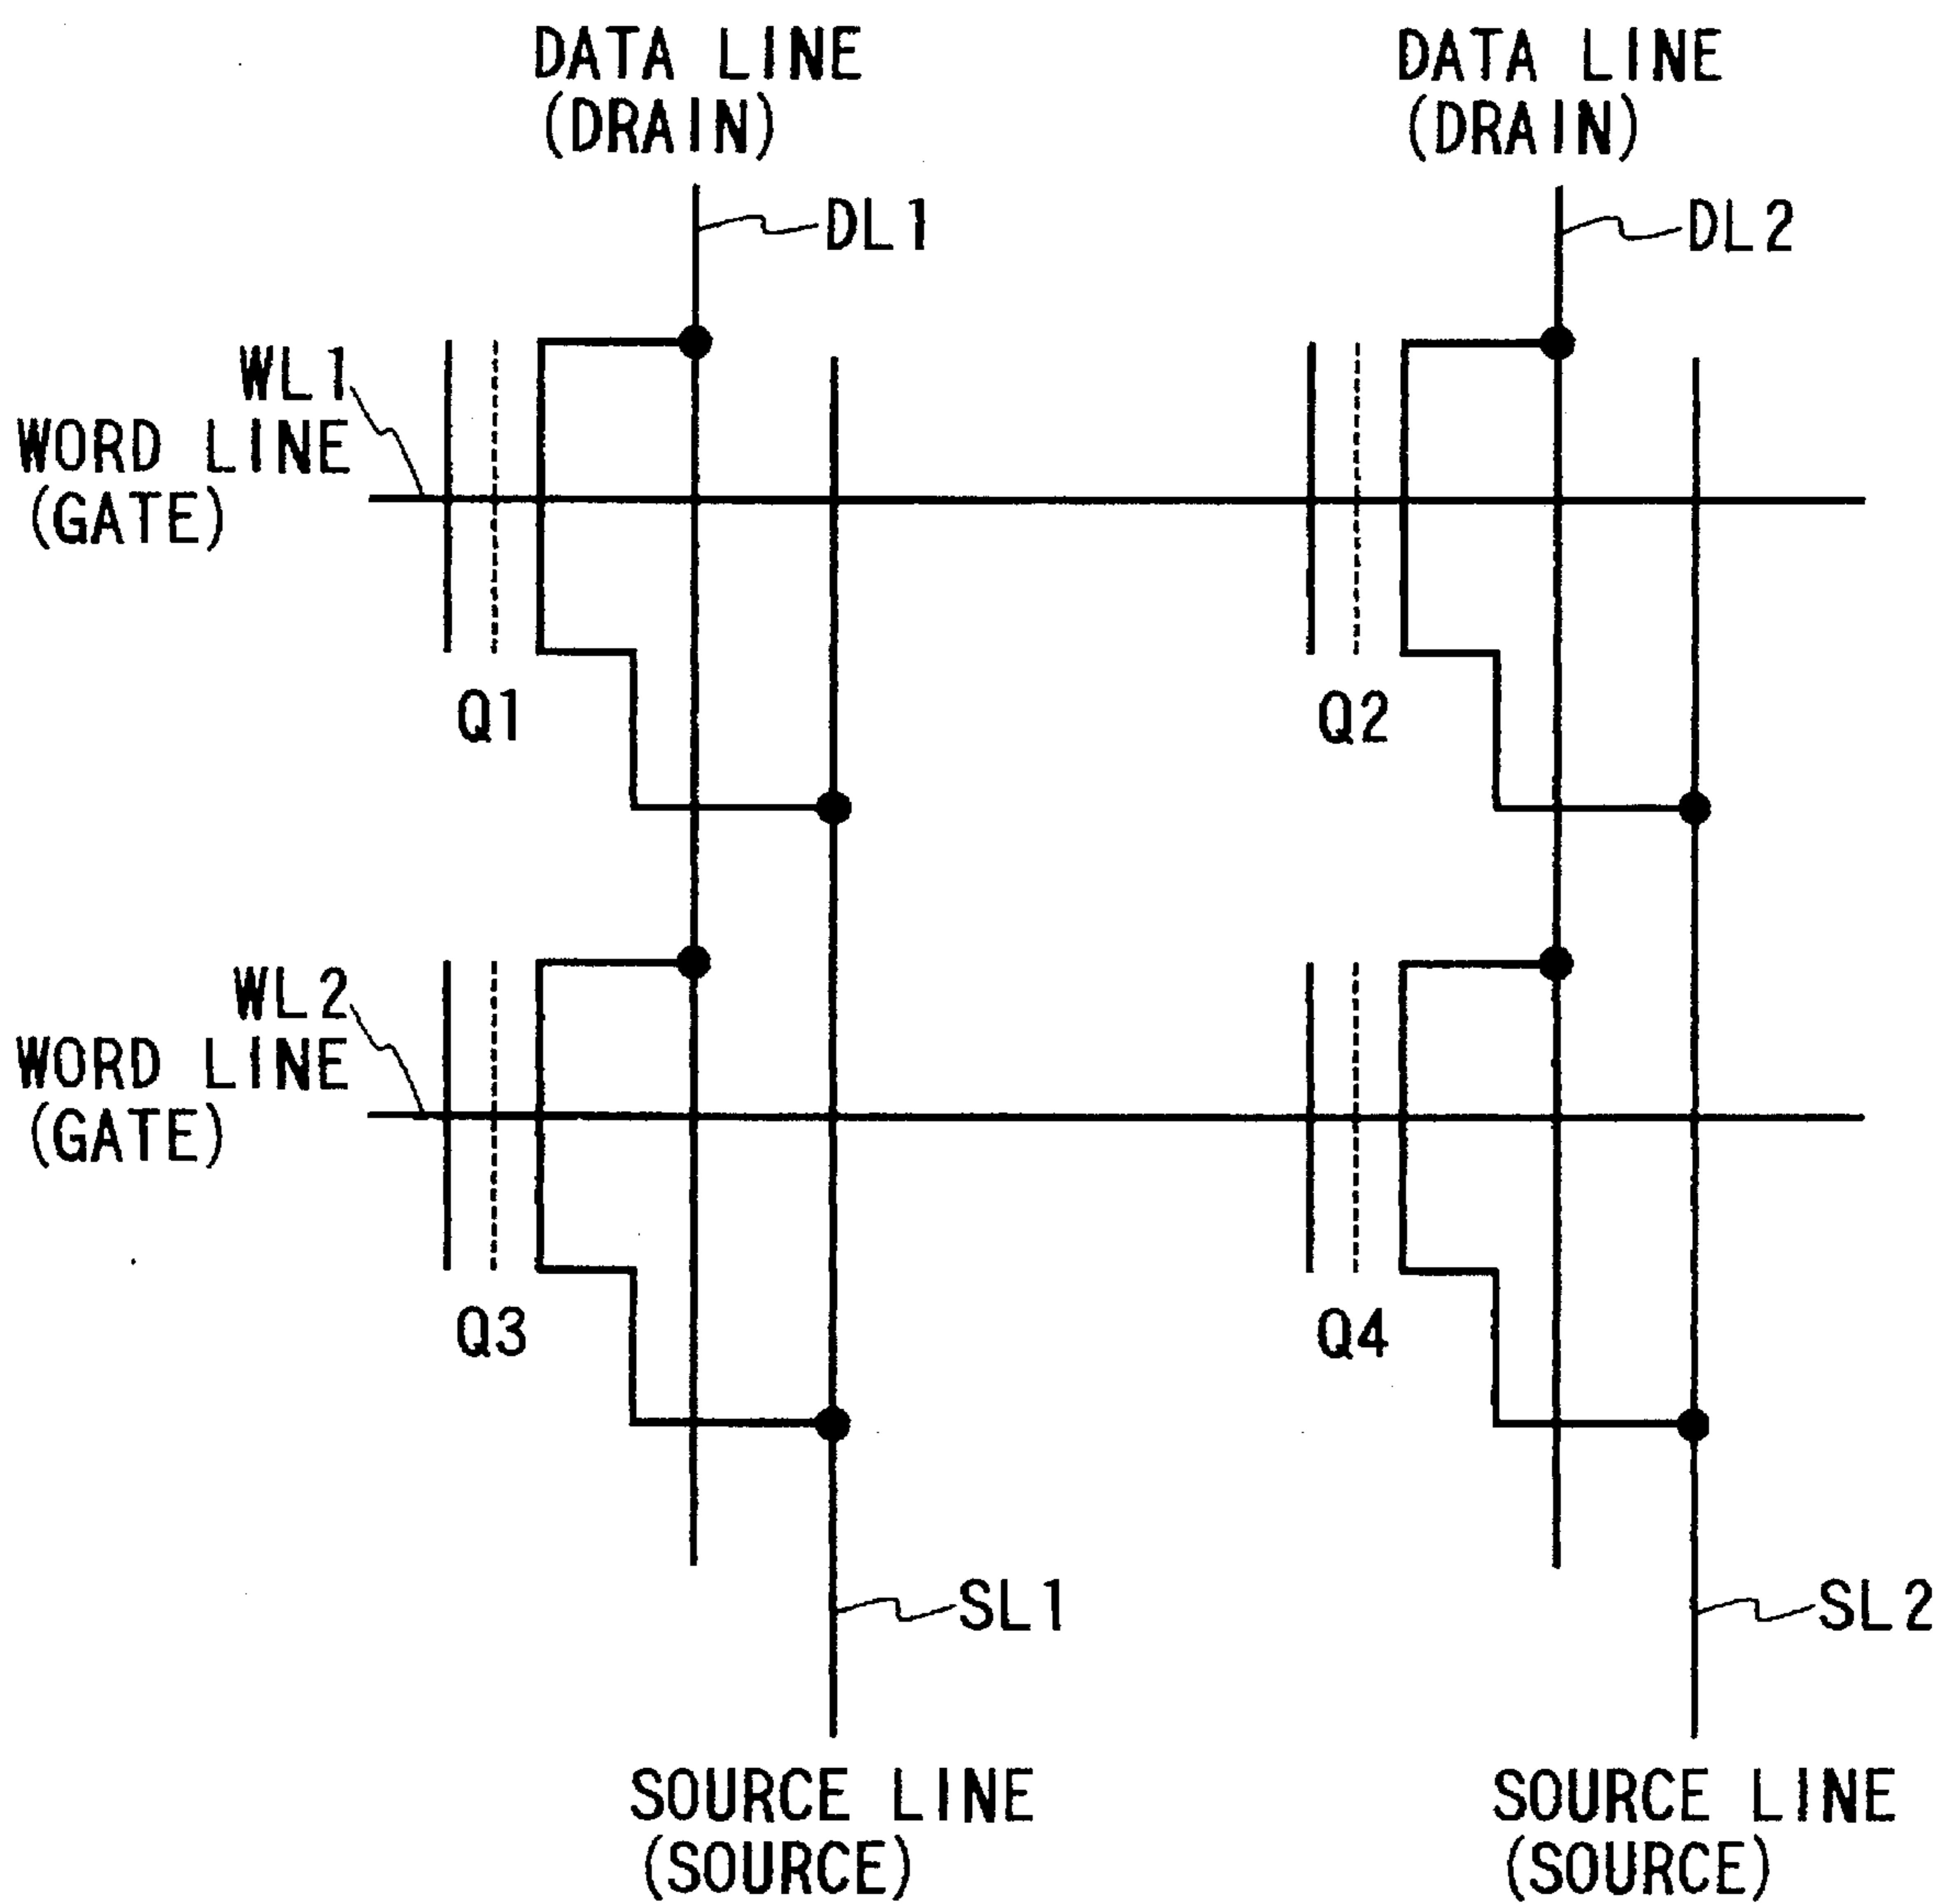 DATA LINE
(DRAIN)
DATA LINE
(DRAIN)
DL1
DL2
WL1
WORD LINE
(GATE)
Q1
Q2
WL2
WORD LINE
(GATE)
Q3
Q4
SL1
SL2
SOURCE LINE
(SOURCE)
SOURCE LINE
(SOURCE)